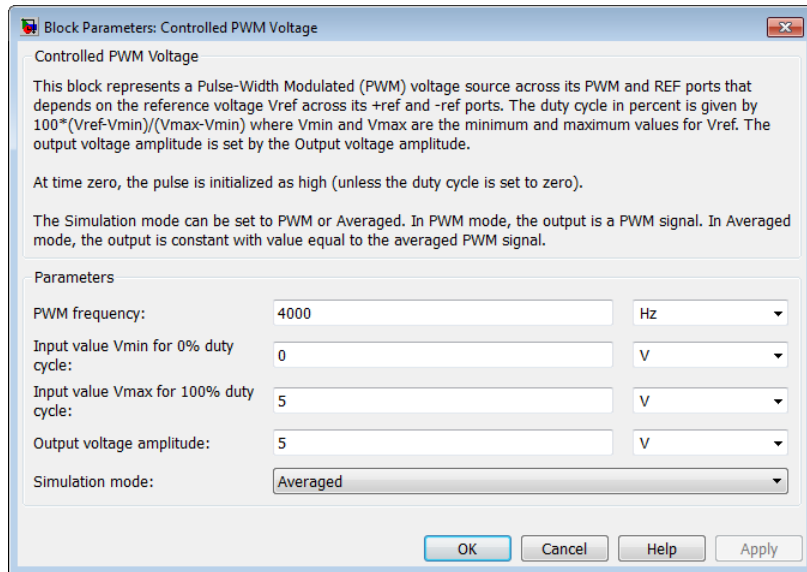 Block Parameters: Controlled PWM Voltage
Controlled PWM Voltage
This block represents a Pulse-Width Modulated (PWM) voltage source across its PWM and REF ports that
depends on the reference voltage Vref across its +ref and -ref ports. The duty cycle in percent is given by
100*(Vref-Vmin)/(Vmax-Vmin) where Vmin and Vmax are the minimum and maximum values for Vref. The
output voltage amplitude is set by the Output voltage amplitude.
At time zero, the pulse is initialized as high (unless the duty cycle is set to zero).
The Simulation mode can be set to PWM or Averaged. In PWM mode, the output is a PWM signal. In Averaged
mode, the output is constant with value equal to the averaged PWM signal.
Parameters
PWM frequency: 4000 Hz
Input value Vmin for 0% duty
cycle: 0 V
Input value Vmax for 100% duty
cycle: 5 V
Output voltage amplitude: 5 V
Simulation mode: Averaged
OK Cancel Help Apply